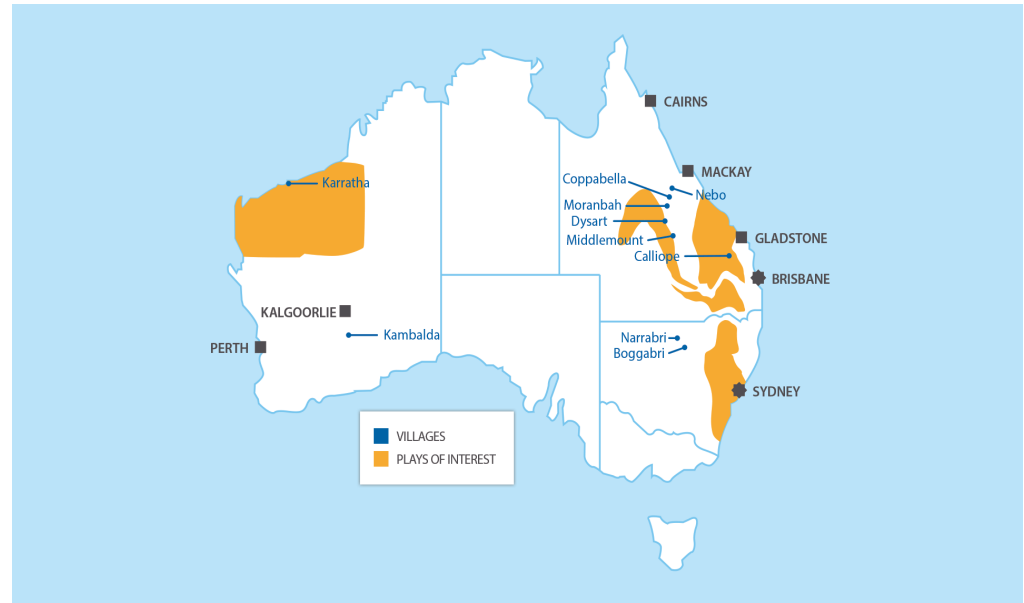 CAIRNS
MACKAY
Coppabella
Karratha
Nebo
Moranbah
Dysart
Middlemount
GLADSTONE
Calliope
BRISBANE
KALGOORLIE
Kambalda
Narrabri
PERTH
Boggabri
SYDNEY
VILLAGES
PLAYS OF INTEREST